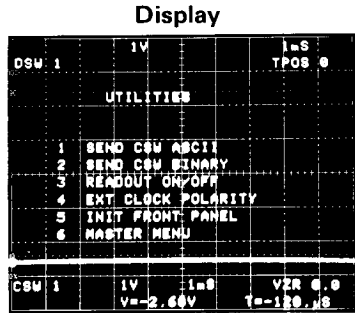 Display
1V 1mS
DSW 1 TPOS 0
UTILITIES
1 SEND CSW ASCII
2 SEND CSW BINARY
3 READOUT ON/OFF
4 EXT CLOCK POLARITY
5 INIT FRONT PANEL
6 MASTER MENU
CSW 1 1V 1mS VZR 0.0
V=-2.60V T=-120.µS